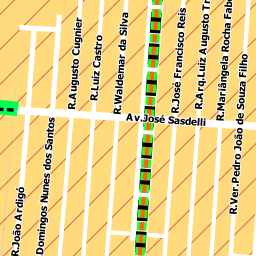 R.Augusto Cugnier
R.Luiz Castro
R.Waldemar da Silva
R.José Francisco Reis
R.Arq.Luiz Augusto Tr
R.Mariângela Rocha Fab
Av.José Sasdelli
R.João Ardigó
Domingos Nunes dos Santos
R.Ver.Pedro João de Souza Filho